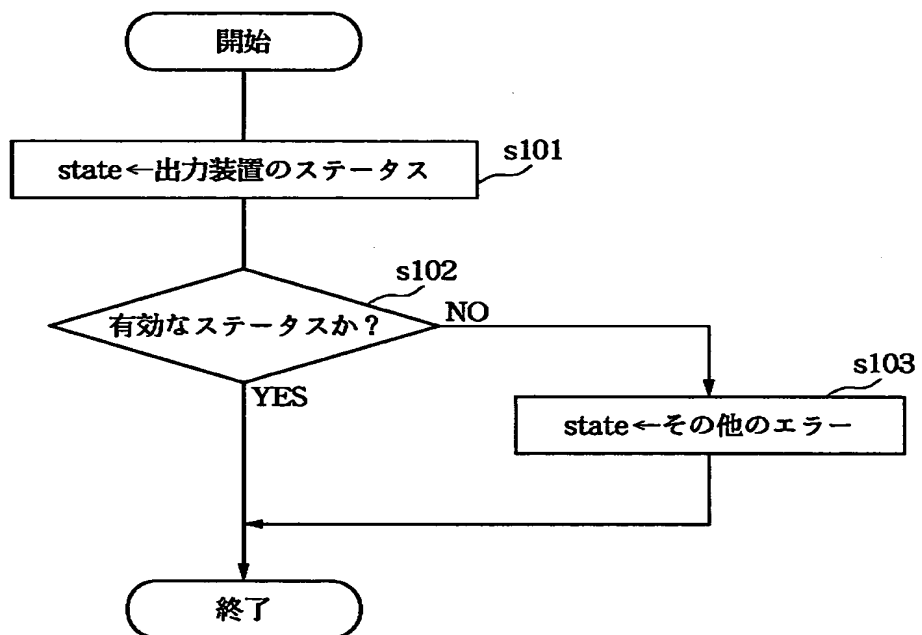 開始
state←出力装置のステータス
s101
s102
有効なステータスか？
NO
YES
s103
state←その他のエラー
終了